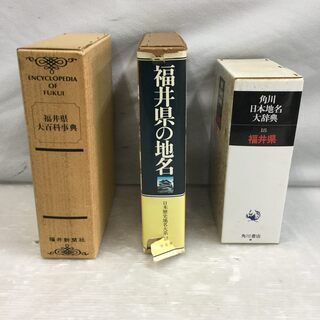 ENCYCLOPEDIA
OF
FUKUI
福井県
大百科事典
福井新聞社
福井県の地名
日本歴史地名大系18
角川
日本地名
大辞典
18
福井県
角川書店